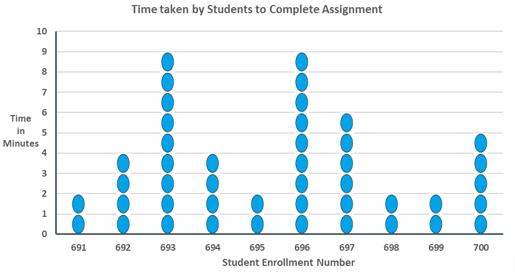 Time taken by Students to Complete Assignment
10
9
8
7
6
5
4
3
2
1
0
Time
in
Minutes
691 692 693 694 695 696 697 698 699 700
Student Enrollment Number